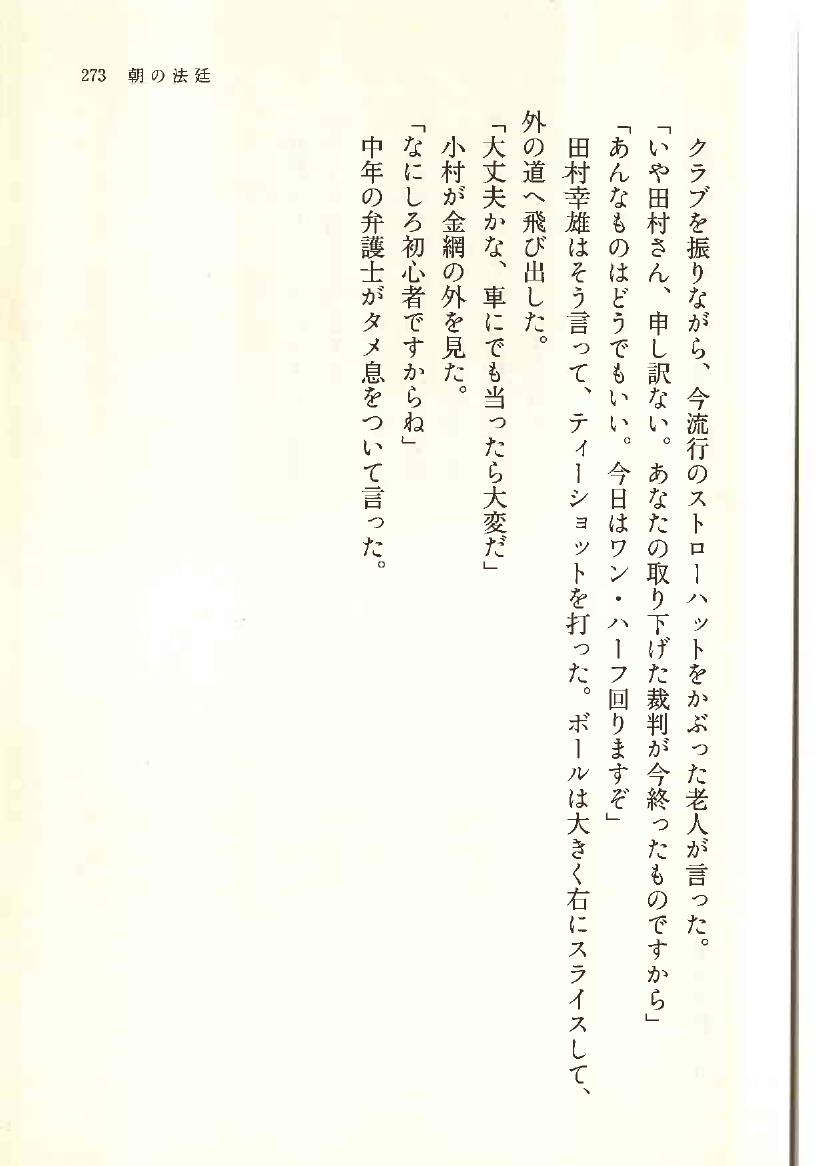 273 朝の法廷
クラブを振りながら、今流行のストローハットをかぶった老人が言った。
「いや田村さん、申し訳ない。あなたの取り下げた裁判が今終ったものですから」
「あんなものはどうでもいい。今日はワン・ハーフ回りますぞ」
田村幸雄はそう言って、ティーショットを打った。ボールは大きく右にスライスして、
外の道へ飛び出した。
「大丈夫かな、車にでも当ったら大変だ」
小村が金網の外を見た。
「なにしろ初心者ですからね」
中年の弁護士がタメ息をついて言った。